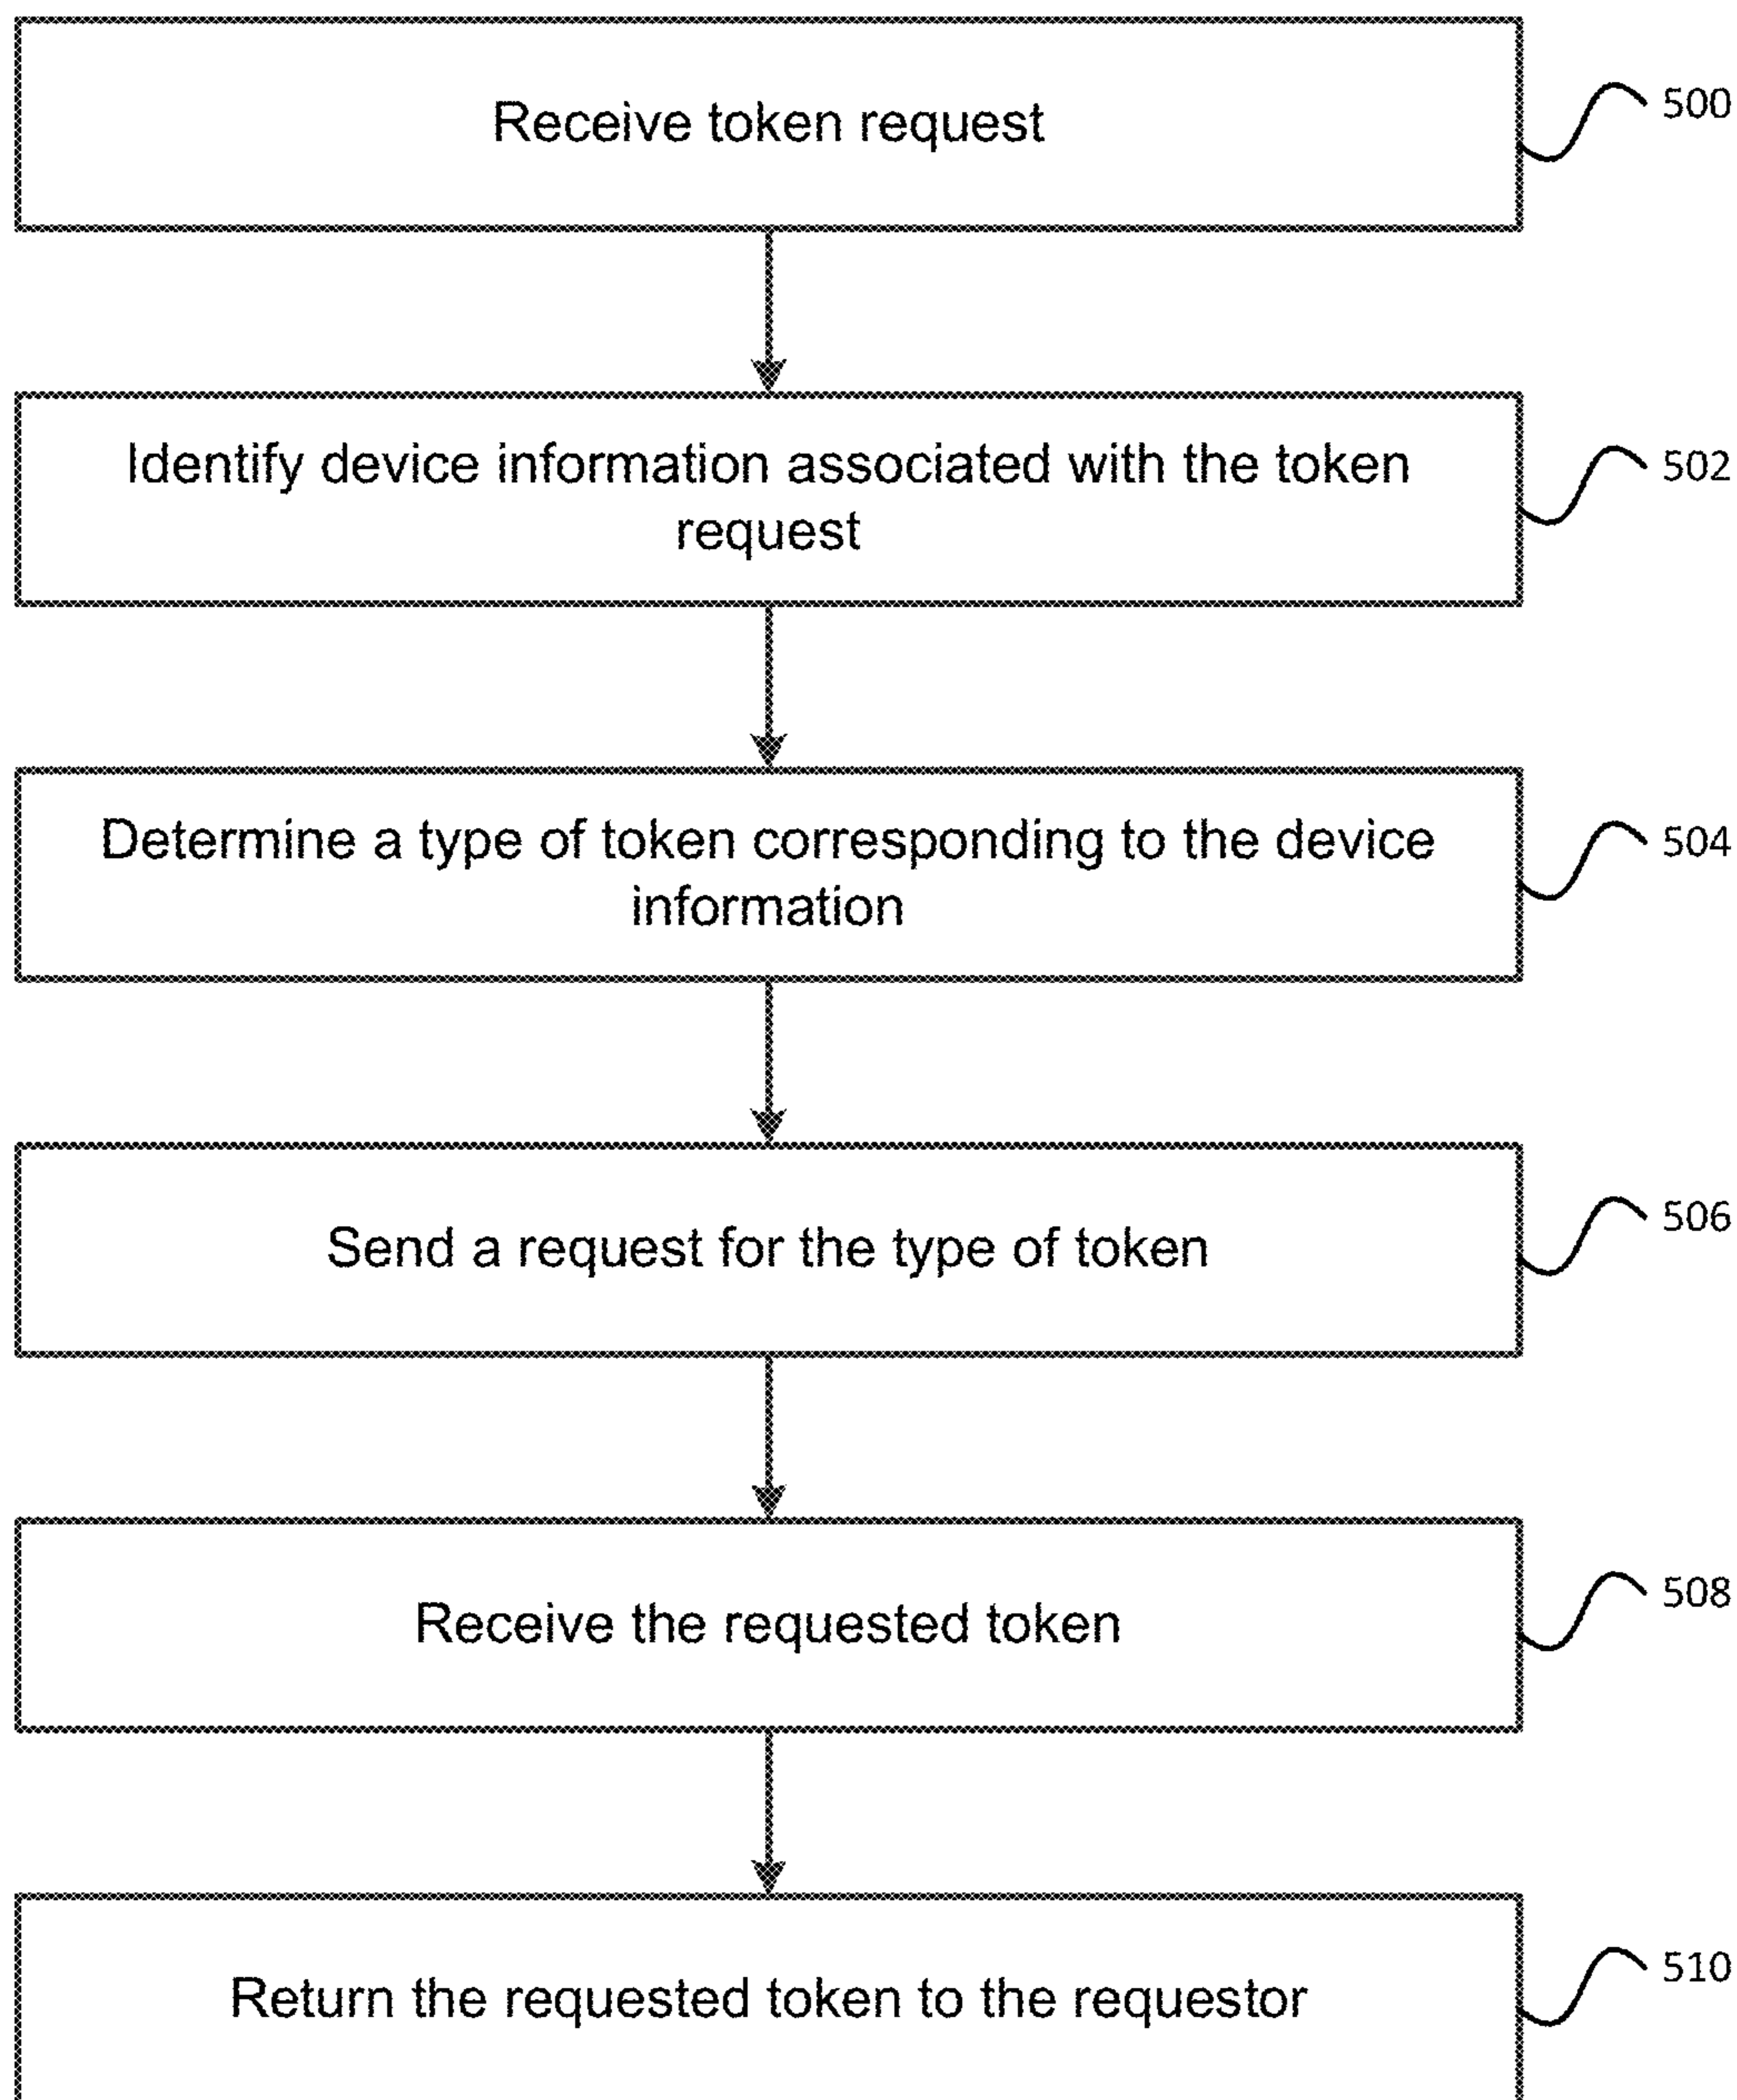 Receive token request
500
Identify device information associated with the token
request
502
Determine a type of token corresponding to the device
information
504
Send a request for the type of token
506
Receive the requested token
508
Return the requested token to the requestor
510